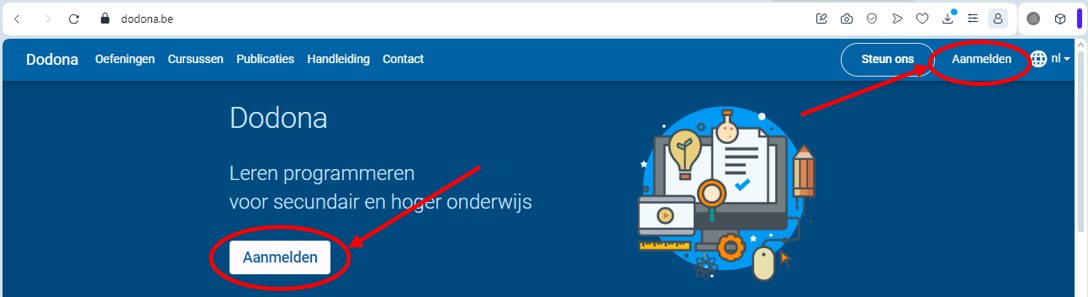 dodona.be
Dodona Oefeningen Cursussen Publicaties Handleiding Contact Steun ons Aanmelden nl
Dodona
Leren programmeren
voor secundair en hoger onderwijs
Aanmelden